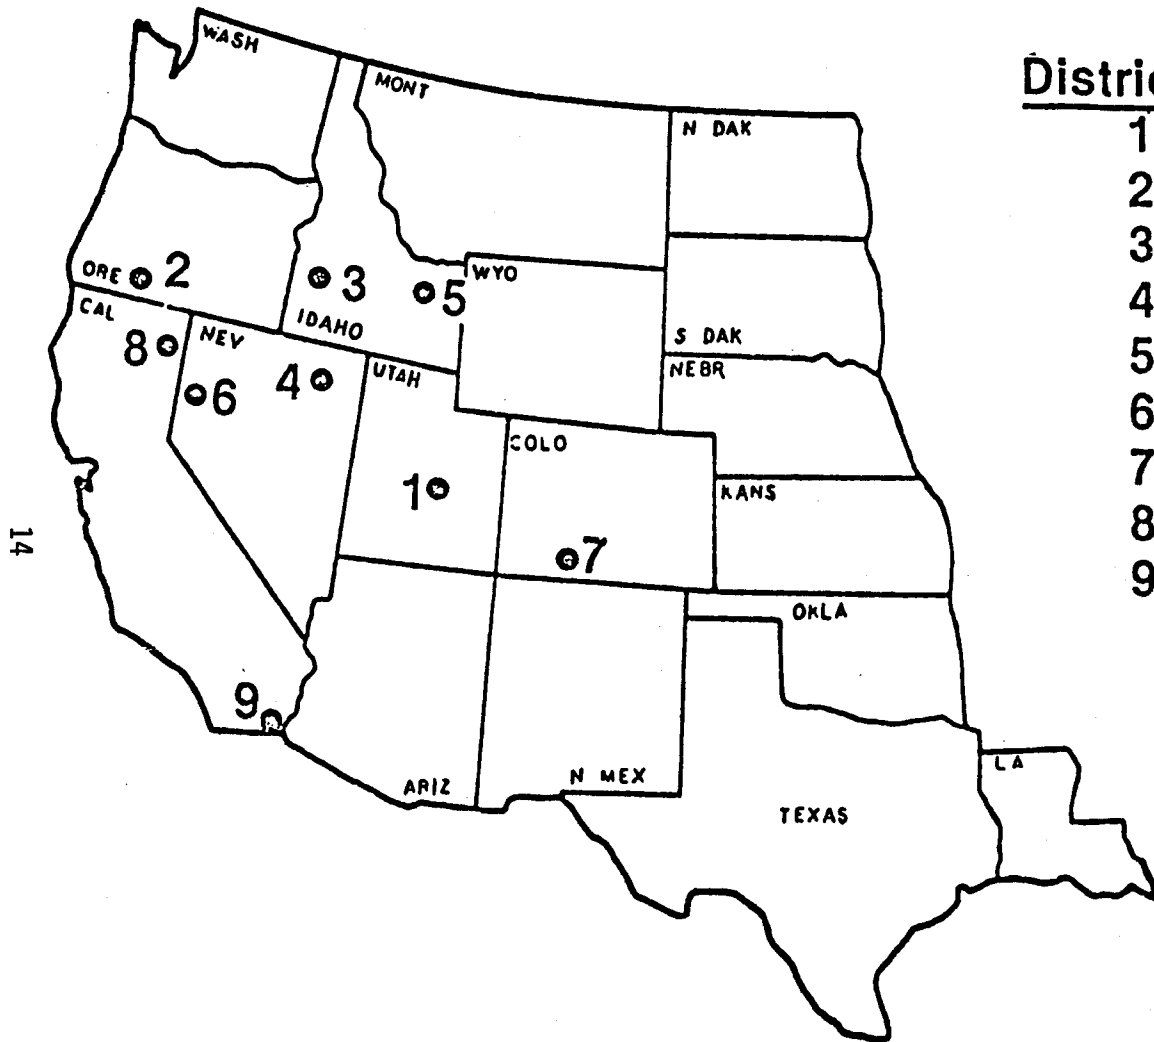 WASH
MONT
N DAK
Distric
1
2
3
4
5
6
7
8
9
ORE 2
3
5
WYO
CAL
IDAHO
8
NEV
S DAK
6
4
UTAH
NEBR
COLO
1
KANS
7
14
OKLA
9
ARIZ
N MEX
TEXAS
LA